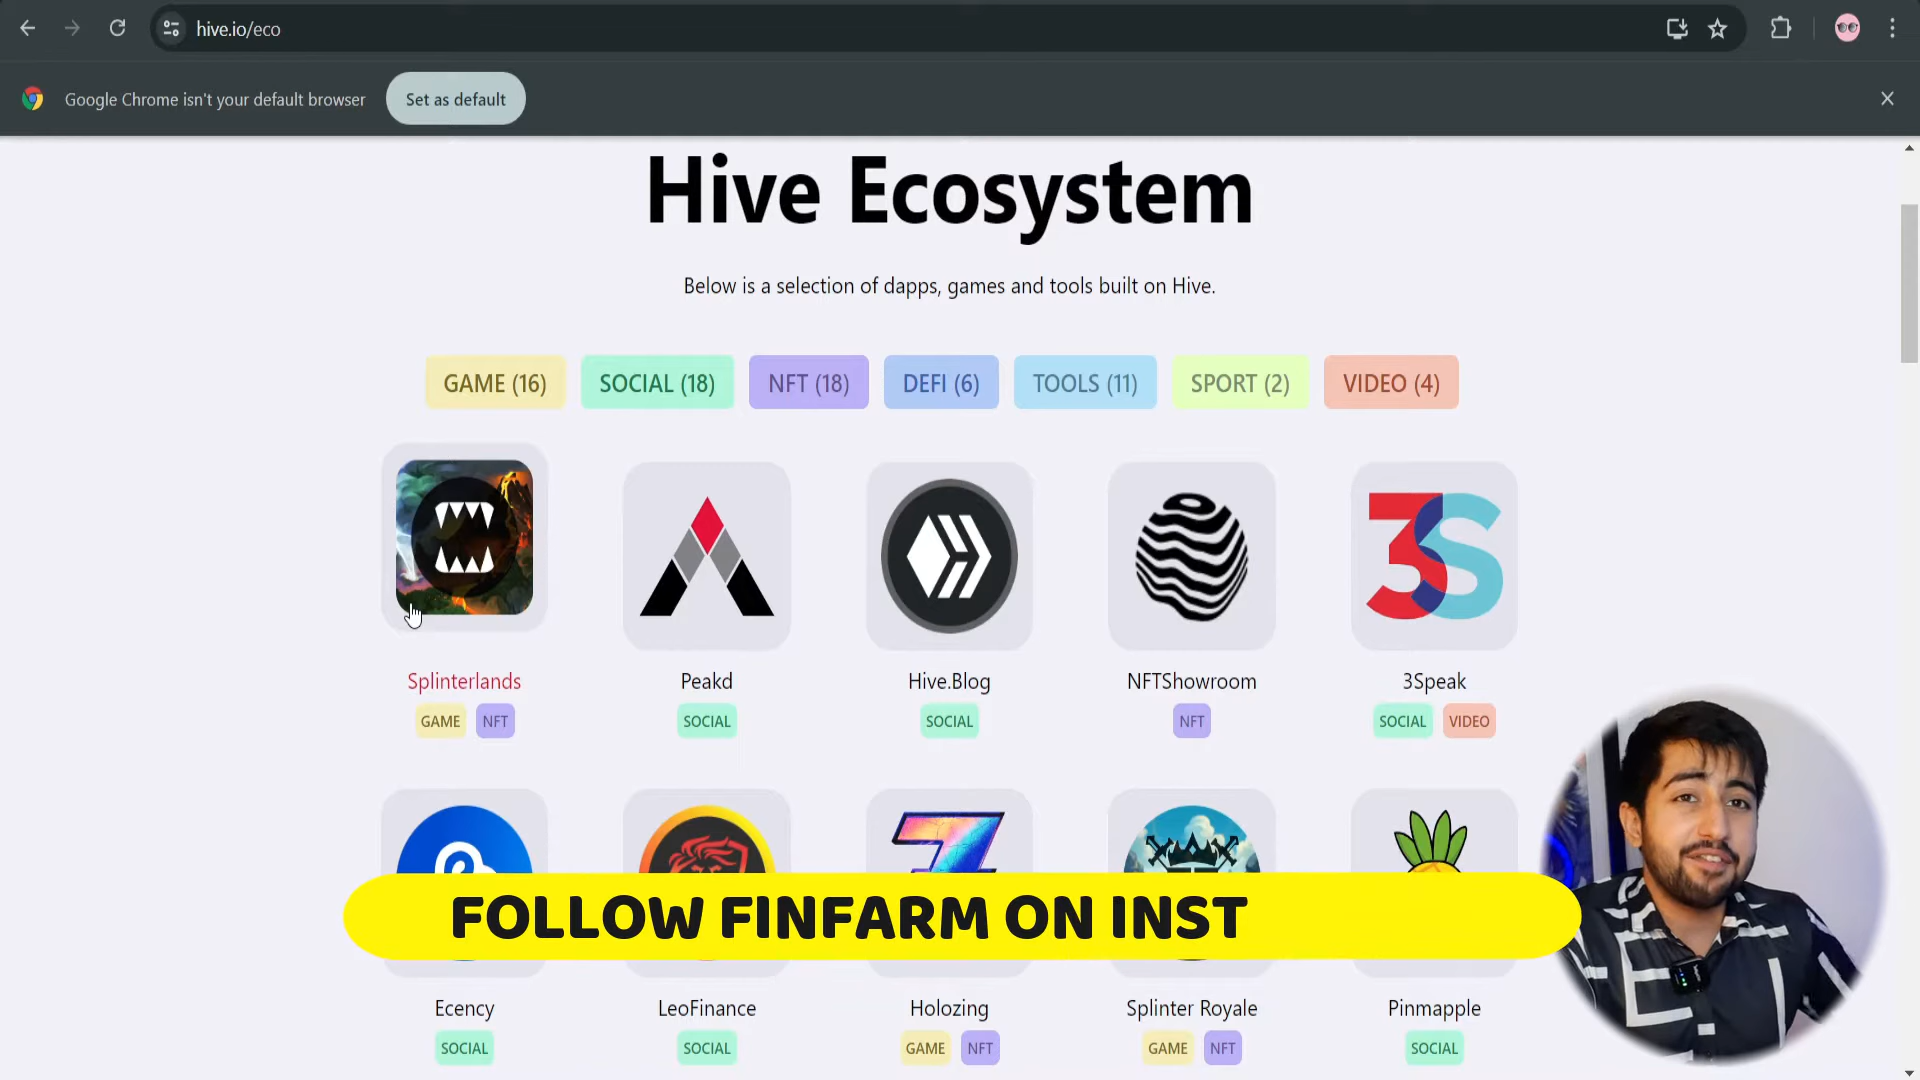 hive.io/eco
Google Chrome isn't your default browser
Set as default
Hive Ecosystem
Below is a selection of dapps, games and tools built on Hive.
GAME (16) SOCIAL (18) NFT (18) DEFI (6) TOOLS (11) SPORT (2) VIDEO (4)
3S
Splinterlands Peakd Hive.Blog NFTShowroom 3Speak
GAME NFT SOCIAL SOCIAL NFT SOCIAL VIDEO
FOLLOW FINFARM ON INST
Ecency LeoFinance Holozing Splinter Royale Pinmapple
SOCIAL SOCIAL GAME NFT GAME NFT SOCIAL